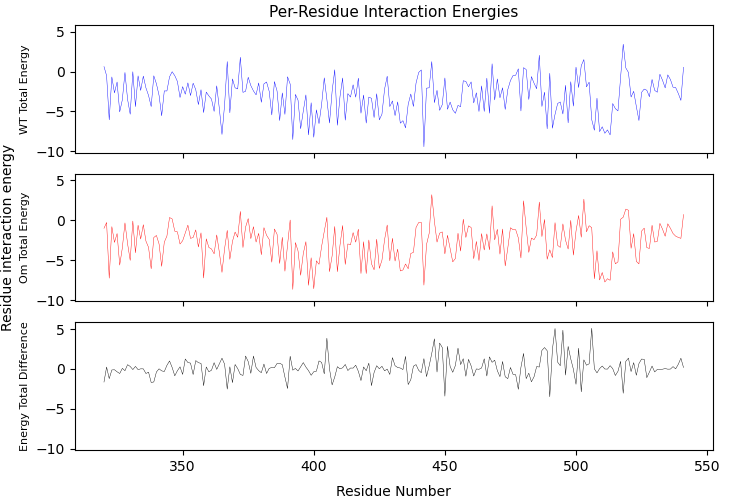 Per-Residue Interaction Energies
5
0
−5
−10
WT Total Energy
5
0
−5
−10
Om Total Energy
Residue interaction energy
5
0
−5
−10
Energy Total Difference
350
400
450
500
550
Residue Number